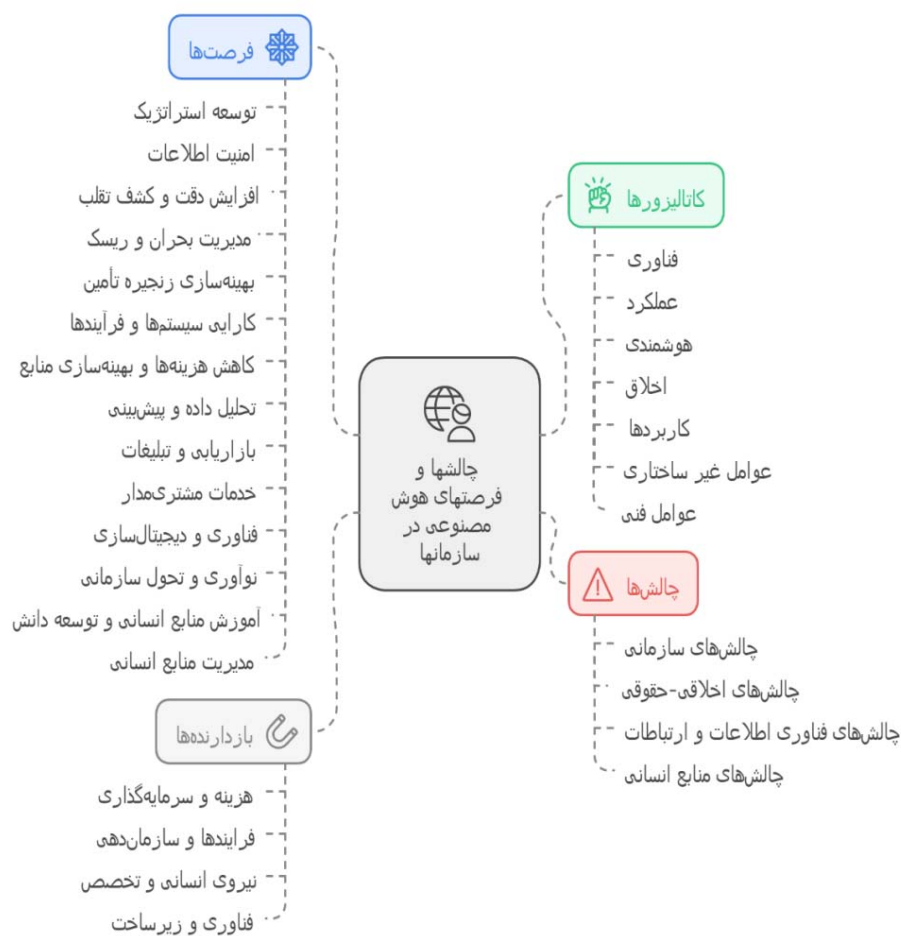 فرصت‌ها
توسعه استراتژیک
امنیت اطلاعات
افزایش دقت و کشف تقلب
مدیریت بحران و ریسک
بهینه‌سازی زنجیره تأمین
کارایی سیستم‌ها و فرآیندها
کاهش هزینه‌ها و بهینه‌سازی منابع
تحلیل داده و پیش‌بینی
بازاریابی و تبلیغات
خدمات مشتری‌مدار
فناوری و دیجیتال‌سازی
نوآوری و تحول سازمانی
آموزش منابع انسانی و توسعه دانش
مدیریت منابع انسانی
بازدارنده‌ها
هزینه و سرمایه‌گذاری
فرایندها و سازمان‌دهی
نیروی انسانی و تخصص
فناوری و زیرساخت
چالشها و
فرصتهای هوش
مصنوعی در
سازمانها
کاتالیزورها
فناوری
عملکرد
هوشمندی
اخلاق
کاربردها
عوامل غیر ساختاری
عوامل فنی
چالش‌ها
چالش‌های سازمانی
چالش‌های اخلاقی-حقوقی
چالش‌های فناوری اطلاعات و ارتباطات
چالش‌های منابع انسانی